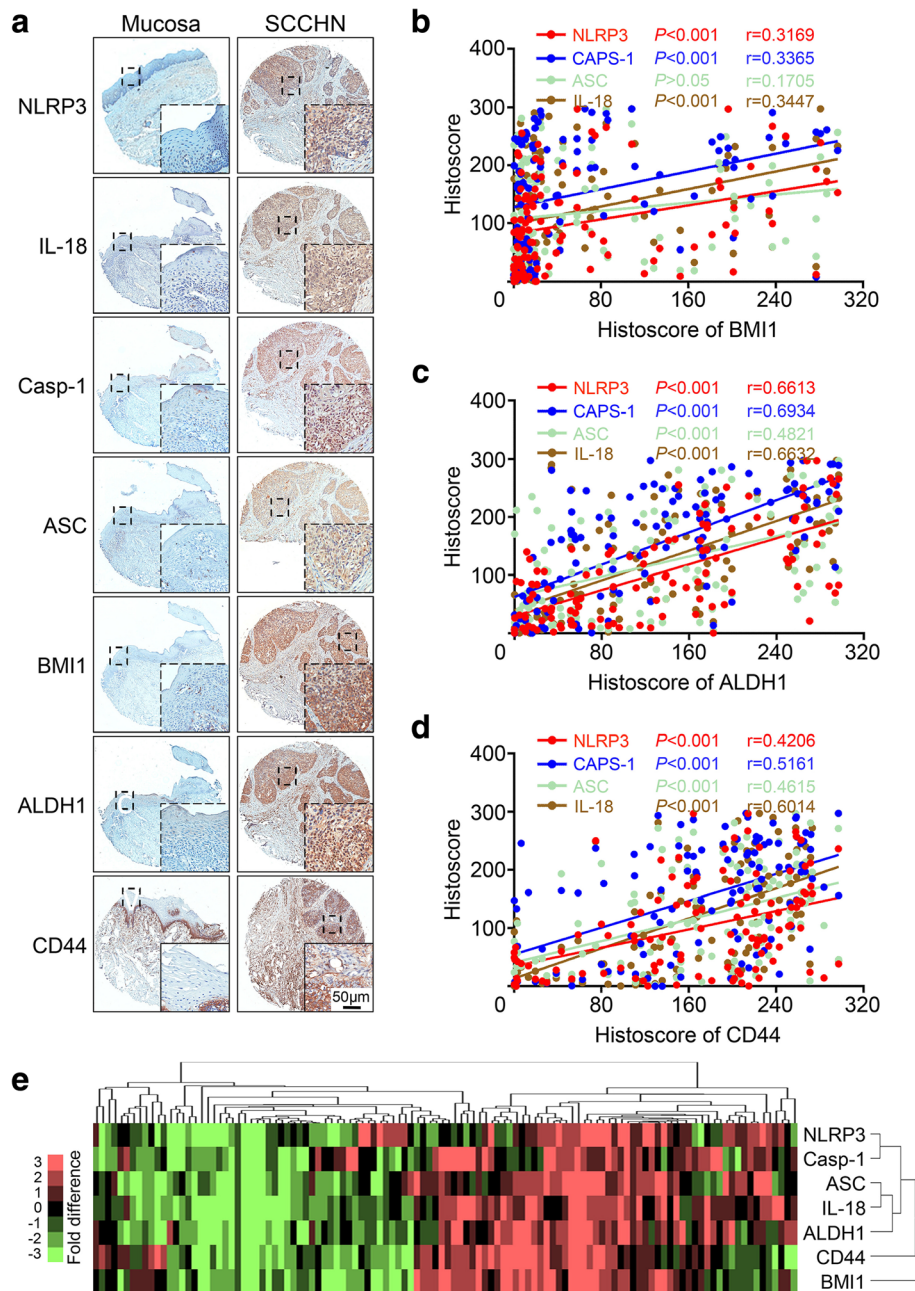 a
Mucosa SCCHN
NLRP3
IL-18
Casp-1
ASC
BMI1
ALDH1
CD44
50µm
b
NLRP3 P<0.001 r=0.3169
CAPS-1 P<0.001 r=0.3365
ASC P>0.05 r=0.1705
IL-18 P<0.001 r=0.3447
400
300
200
100
0
Histoscore
0 80 160 240 320
Histoscore of BMI1
c
NLRP3 P<0.001 r=0.6613
CAPS-1 P<0.001 r=0.6934
ASC P<0.001 r=0.4821
IL-18 P<0.001 r=0.6632
400
300
200
100
0
Histoscore
0 80 160 240 320
Histoscore of ALDH1
d
NLRP3 P<0.001 r=0.4206
CAPS-1 P<0.001 r=0.5161
ASC P<0.001 r=0.4615
IL-18 P<0.001 r=0.6014
400
300
200
100
0
Histoscore
0 80 160 240 320
Histoscore of CD44
e
3
2
1
0
-1
-2
-3
Fold difference
NLRP3
Casp-1
ASC
IL-18
ALDH1
CD44
BMI1